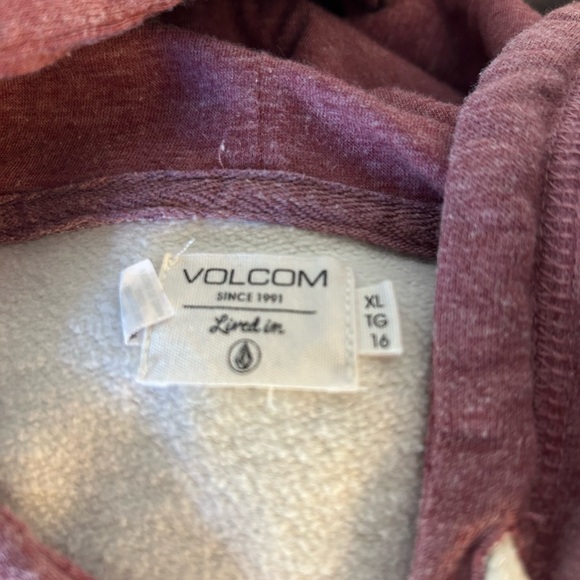 VOLCOM
SINCE 1991
Lived in
XL
TG
16